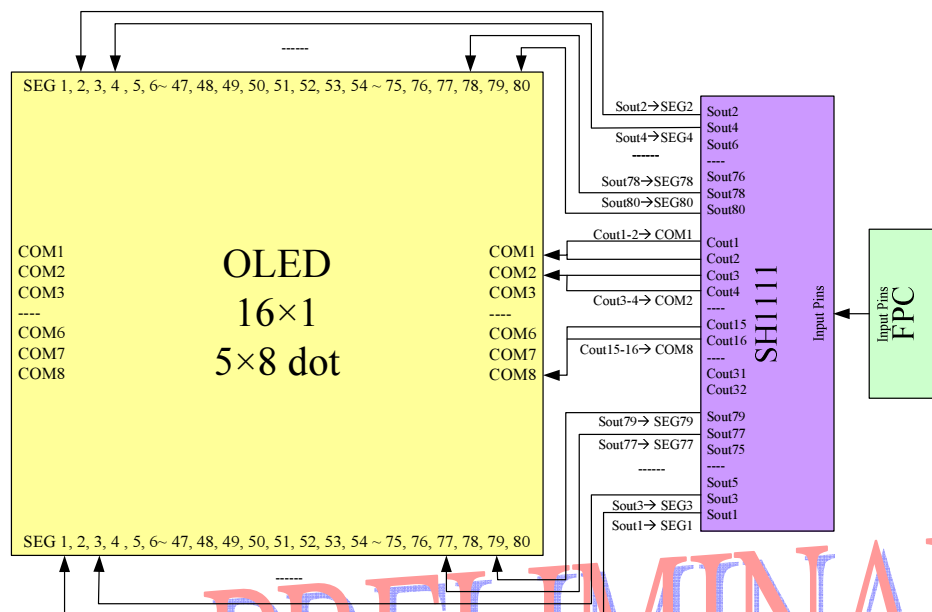 ------
SEG 1, 2, 3, 4 , 5, 6~ 47, 48, 49, 50, 51, 52, 53, 54 ~ 75, 76, 77, 78, 79, 80
COM1
COM2
COM3
----
COM6
COM7
COM8
OLED
16×1
5×8 dot
COM1
COM2
COM3
----
COM6
COM7
COM8
SEG 1, 2, 3, 4 , 5, 6~ 47, 48, 49, 50, 51, 52, 53, 54 ~ 75, 76, 77, 78, 79, 80
------
Sout2→SEG2
Sout4→SEG4
------
Sout78→SEG78
Sout80→SEG80
Cout1-2→ COM1
Cout3-4→ COM2
Cout15-16→ COM8
Sout79→ SEG79
Sout77→ SEG77
------
Sout3→ SEG3
Sout1→ SEG1
Sout2
Sout4
Sout6
----
Sout76
Sout78
Sout80
Cout1
Cout2
Cout3
Cout4
----
Cout15
Cout16
----
Cout31
Cout32
Sout79
Sout77
Sout75
----
Sout5
Sout3
Sout1
SH1111
Input Pins
Input Pins
FPC